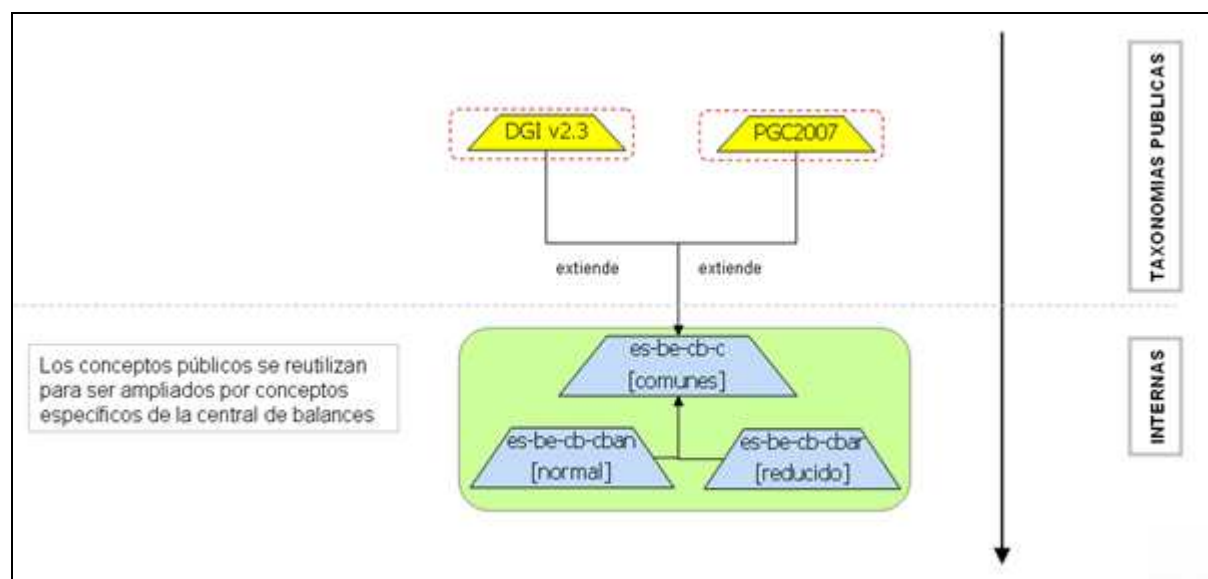 DGI v2.3
PGC2007
TAXONOMIAS PUBLICAS
extiende
extiende
Los conceptos públicos se reutilizan
para ser ampliados por conceptos
específicos de la central de balances
es-be-cb-c
[comunes]
es-be-cb-cban
[normal]
es-be-cb-cbar
[reducido]
INTERNAS